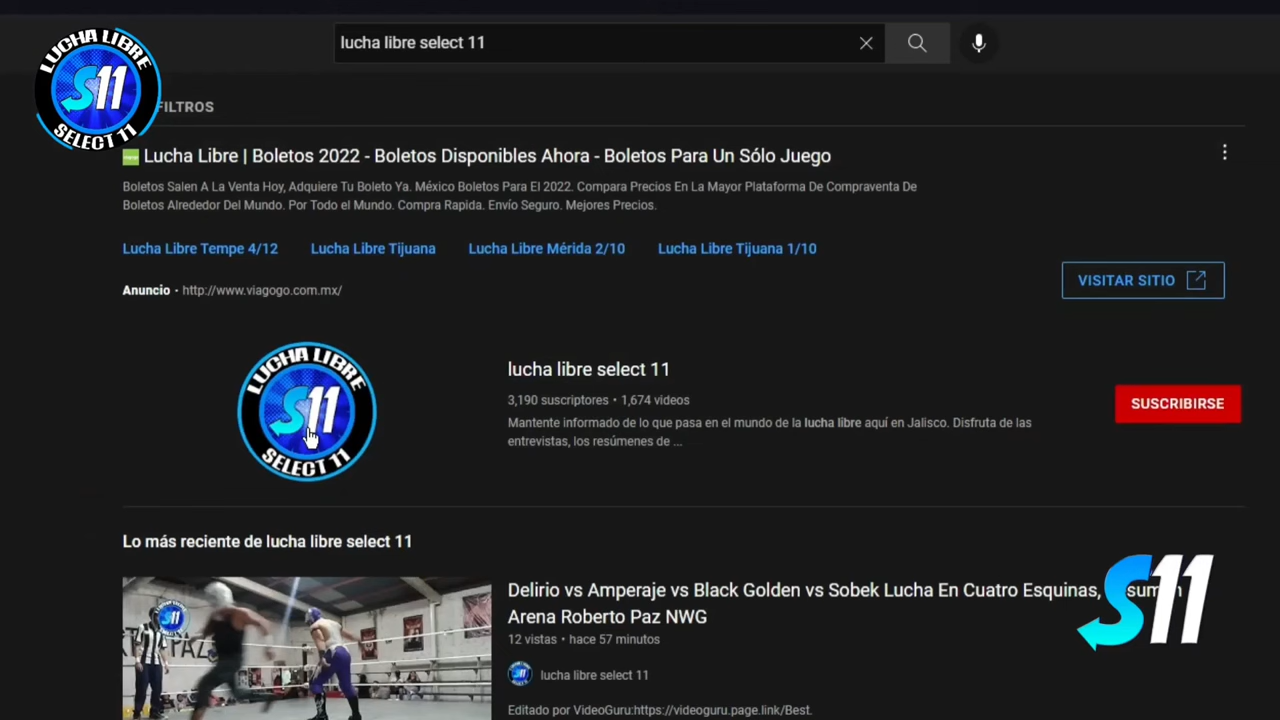 LUCHA LIBRE
S11
SELECT 11
lucha libre select 11
FILTROS
Lucha Libre | Boletos 2022 - Boletos Disponibles Ahora - Boletos Para Un Sólo Juego
Boletos Salen A La Venta Hoy, Adquiere Tu Boleto Ya. México Boletos Para El 2022. Compara Precios En La Mayor Plataforma De Compraventa De
Boletos Alrededor Del Mundo. Por Todo el Mundo. Compra Rapida. Envío Seguro. Mejores Precios.
Lucha Libre Tempe 4/12 Lucha Libre Tijuana Lucha Libre Mérida 2/10 Lucha Libre Tijuana 1/10
VISITAR SITIO
Anuncio · http://www.viagogo.com.mx/
LUCHA LIBRE
S11
SELECT 11
lucha libre select 11
3,190 suscriptores • 1,674 videos
Mantente informado de lo que pasa en el mundo de la lucha libre aquí en Jalisco. Disfruta de las
entrevistas, los resúmenes de ...
SUSCRIBIRSE
Lo más reciente de lucha libre select 11
Delirio vs Amperaje vs Black Golden vs Sobek Lucha En Cuatro Esquinas,
Arena Roberto Paz NWG
12 vistas • hace 57 minutos
lucha libre select 11
Editado por VideoGuru:https://videoguru.page.link/Best.
S11
S11